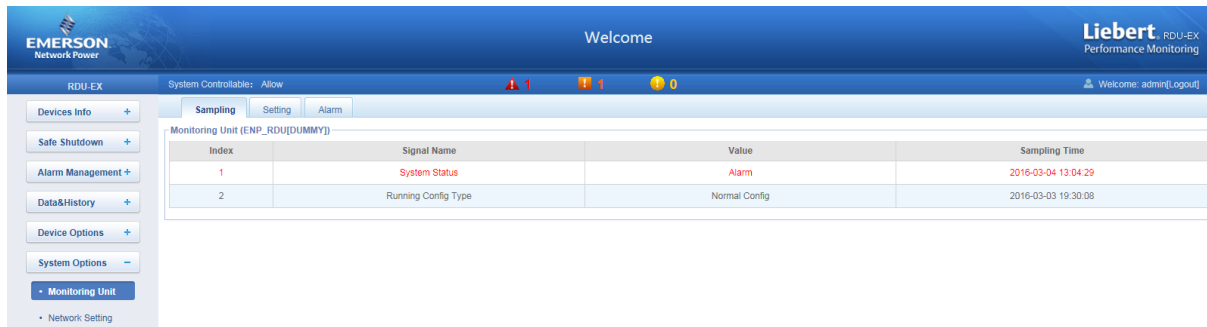 EMERSON
Network Power
Welcome
Liebert. RDU-EX
Performance Monitoring
RDU-EX
System Controllable: Allow
1
1
0
Welcome: admin[Logout]
Devices Info +
Safe Shutdown +
Alarm Management +
Data&History +
Device Options +
System Options −
• Monitoring Unit
• Network Setting
Sampling Setting Alarm
Monitoring Unit (ENP_RDU[DUMMY])
Index Signal Name Value Sampling Time
1 System Status Alarm 2016-03-04 13:04:29
2 Running Config Type Normal Config 2016-03-03 19:30:08